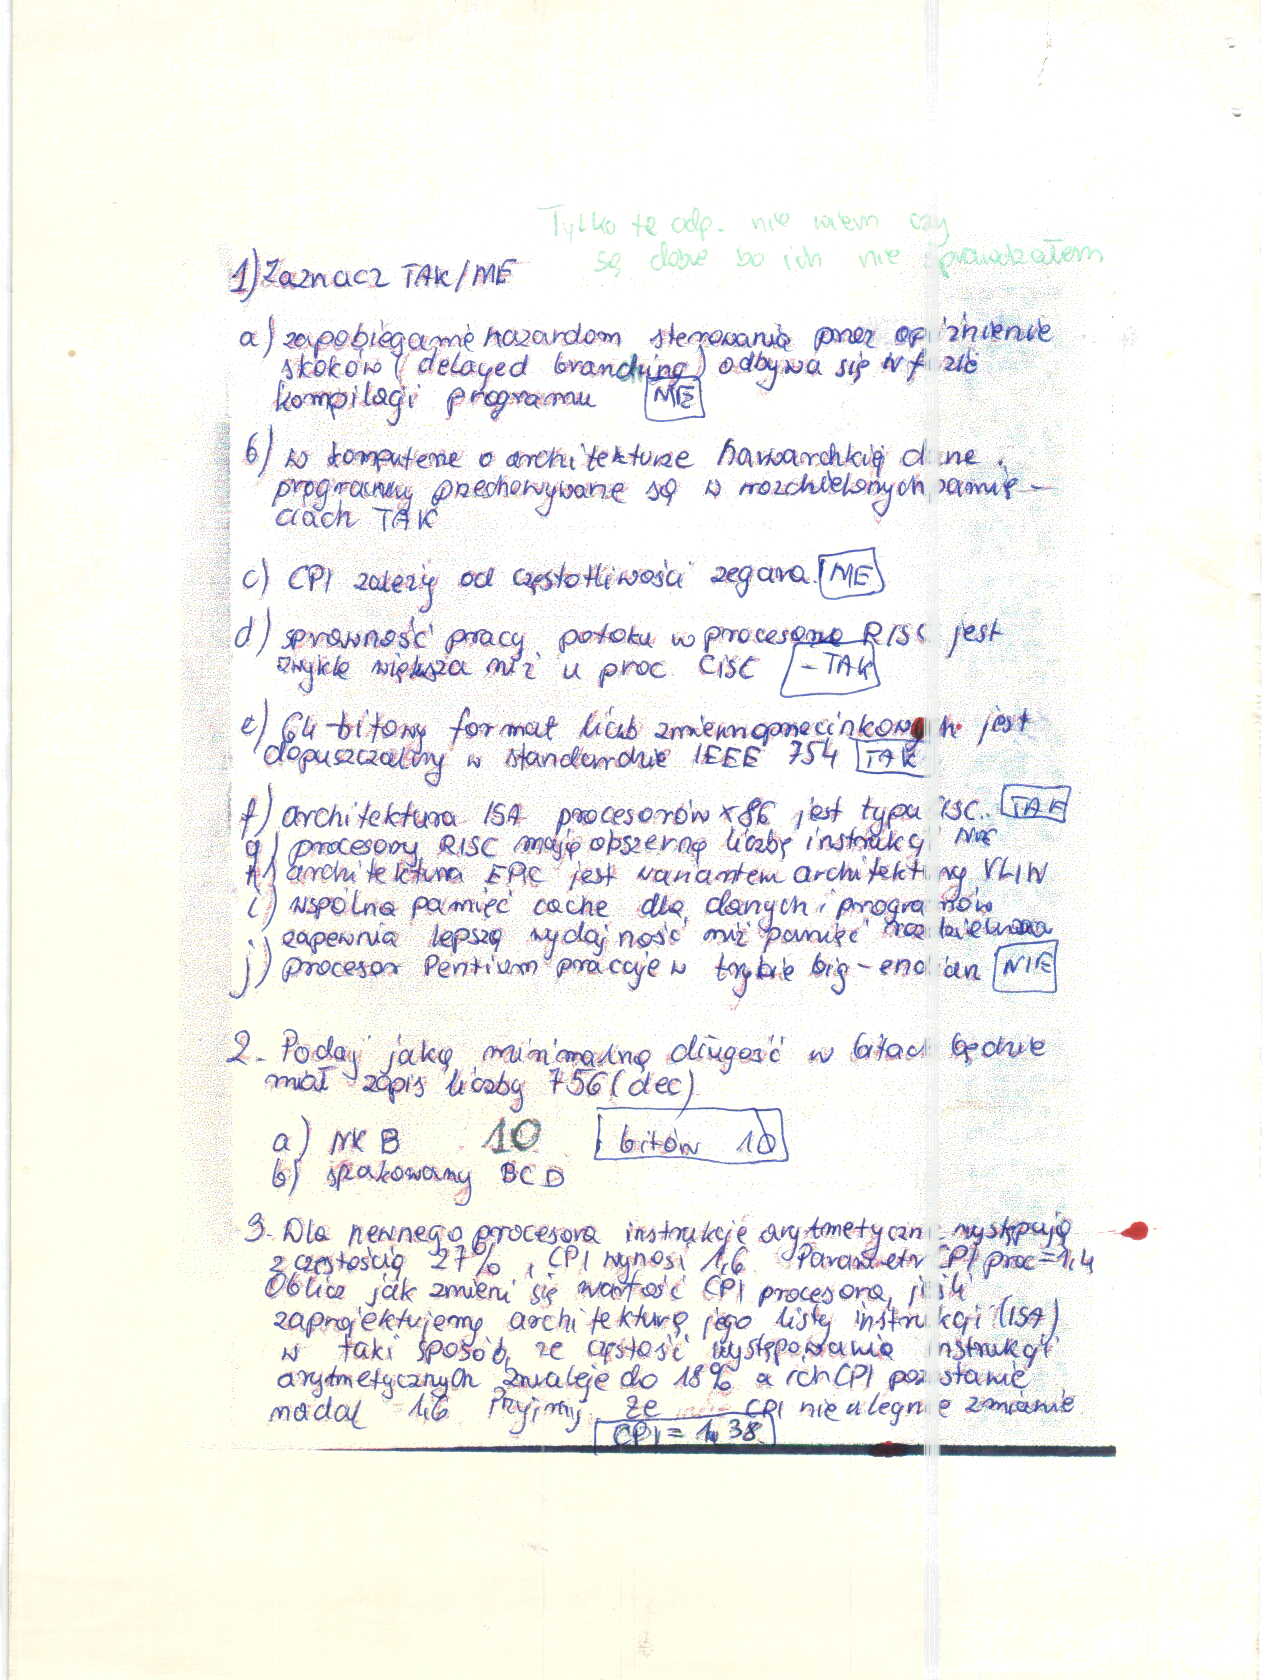 Tylko te odp. nie wiem czy
są dobre bo ich nie sprawdzałem
1) Zaznacz TAK/NIE
a) zapobieganie hazardom sterowania przez opóźnienie
skoków (delayed branching) odbywa się w fazie
kompilacji programu NIE
b) w komputerze o architekturze harwardzkiej dane i
programy przechowywane są w rozdzielonych pamię-
ciach TAK
c) CPI zależy od częstotliwości zegara. NIE
d) sprawność pracy potoku w procesorze RISC jest
zwykle większa niż u proc. CISC - TAK
e) 64-bitowy format liczb zmiennoprzecinkowych jest
dopuszczalny w standardzie IEEE 754 TAK
f) architektura ISA procesorów x86 jest typu CISC. TAK
g) procesory RISC mają obszerną liczbę instrukcji NIE
h) architektura EPIC jest wariantem architektury VLIW
i) wspólna pamięć cache dla danych i programów
zapewnia lepszą wydajność niż pamięć rozdzielona
j) procesor Pentium pracuje w trybie big-endian NIE
2. Podaj jaką minimalną długość w bitach będzie
miał zapis liczby 756 (dec)
a) NKB 10 bitów 10
b) spakowany BCD
3. Dla pewnego procesora instrukcje arytmetyczne występują
z częstością 27%, CPI wynosi 1,6 Parametr CPI proc=1,4
Oblicz jak zmieni się wartość CPI procesora, jeśli
zaprojektujemy architekturę jego listy instrukcji (ISA)
w taki sposób, że częstość występowania instrukcji
arytmetycznych zmaleje do 18% a ich CPI pozostanie
nadal 1,6 Przyjmij że CPI nie ulegnie zmianie
CPI = 1,38